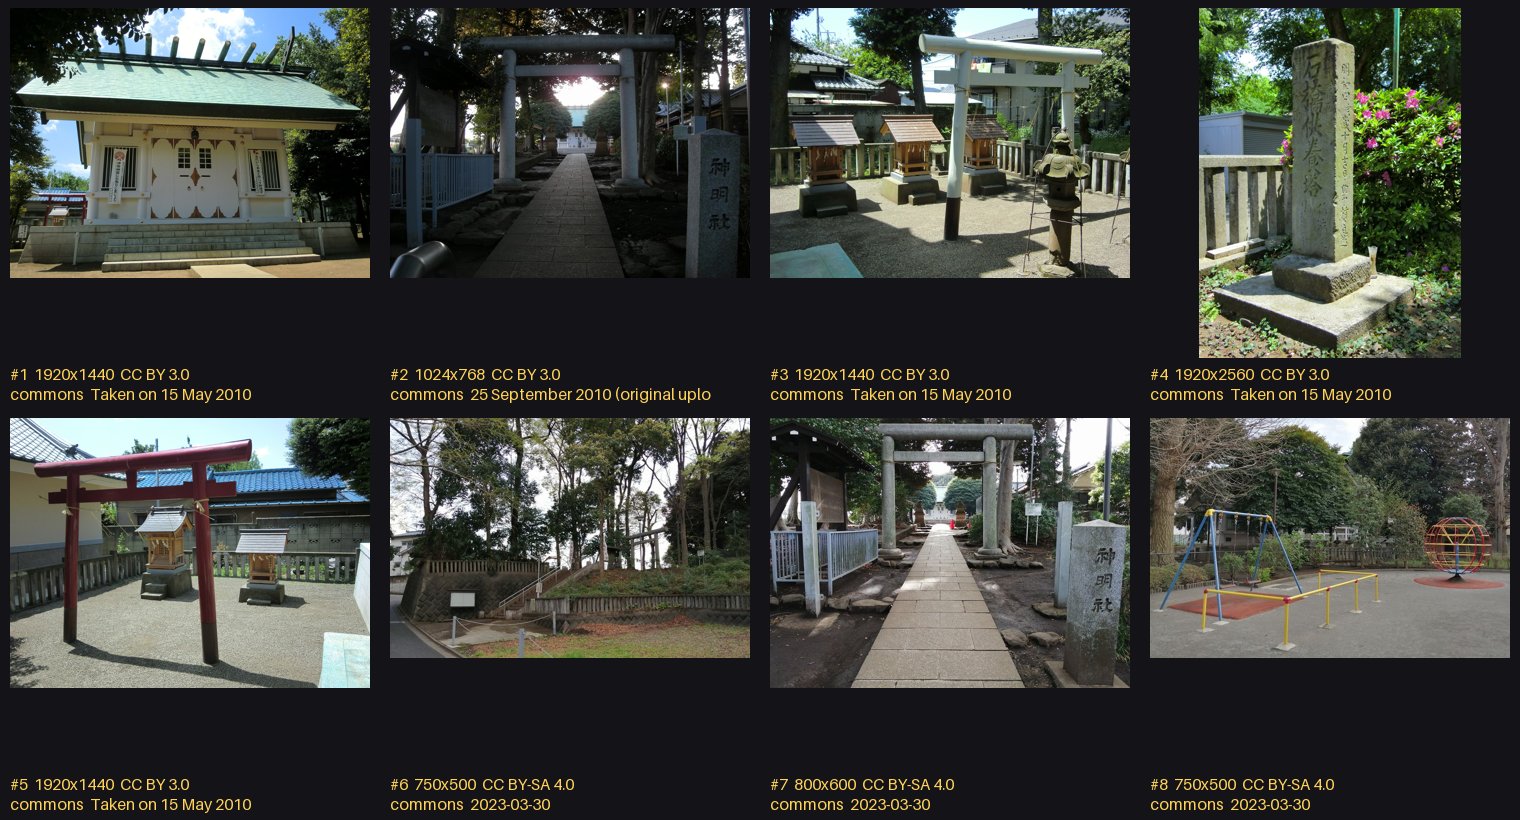 神明社
石橋供養塔
#1 1920x1440 CC BY 3.0
commons Taken on 15 May 2010
#2 1024x768 CC BY 3.0
commons 25 September 2010 (original uplo
#3 1920x1440 CC BY 3.0
commons Taken on 15 May 2010
#4 1920x2560 CC BY 3.0
commons Taken on 15 May 2010
神明社
#5 1920x1440 CC BY 3.0
commons Taken on 15 May 2010
#6 750x500 CC BY-SA 4.0
commons 2023-03-30
#7 800x600 CC BY-SA 4.0
commons 2023-03-30
#8 750x500 CC BY-SA 4.0
commons 2023-03-30